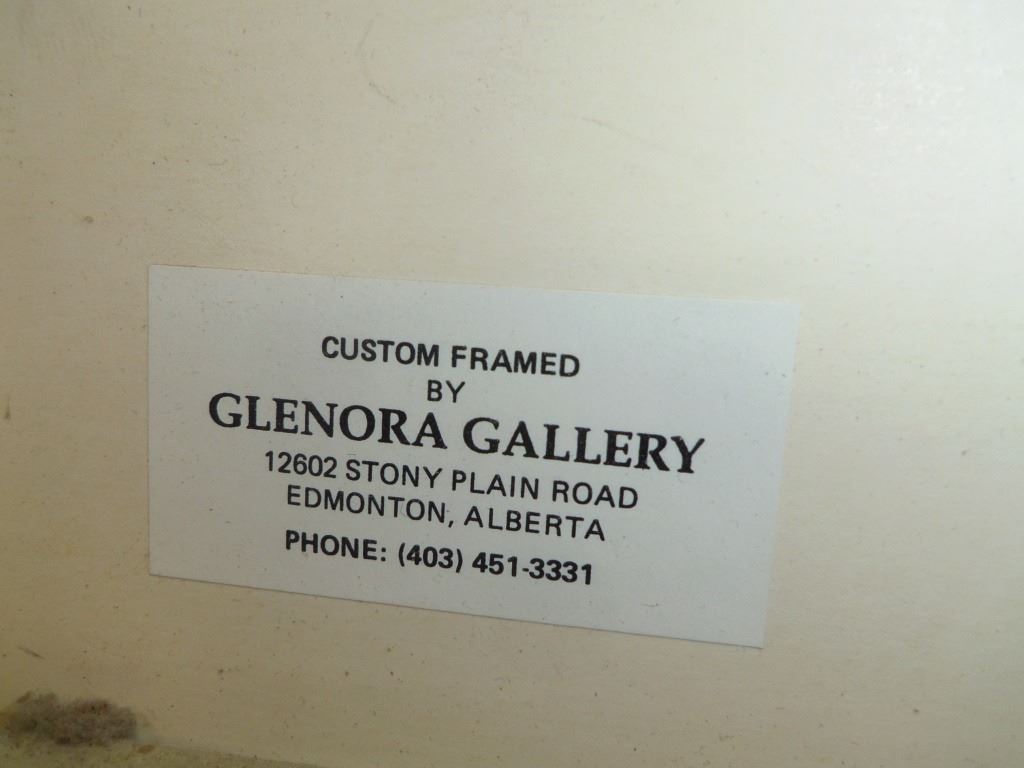 CUSTOM FRAMED
BY
GLENORA GALLERY
12602 STONY PLAIN ROAD
EDMONTON, ALBERTA
PHONE: (403) 451-3331